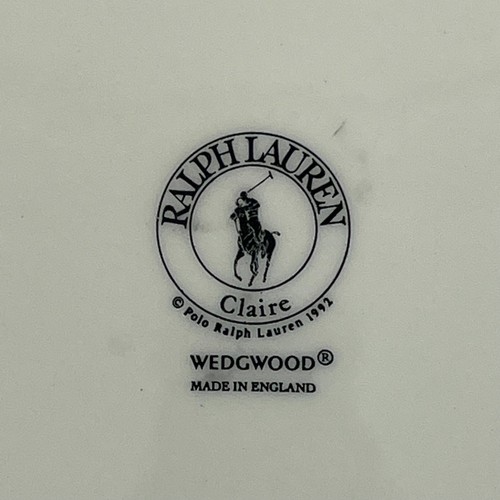 RALPH LAUREN
Claire
© Polo Ralph Lauren 1992
WEDGWOOD®
MADE IN ENGLAND